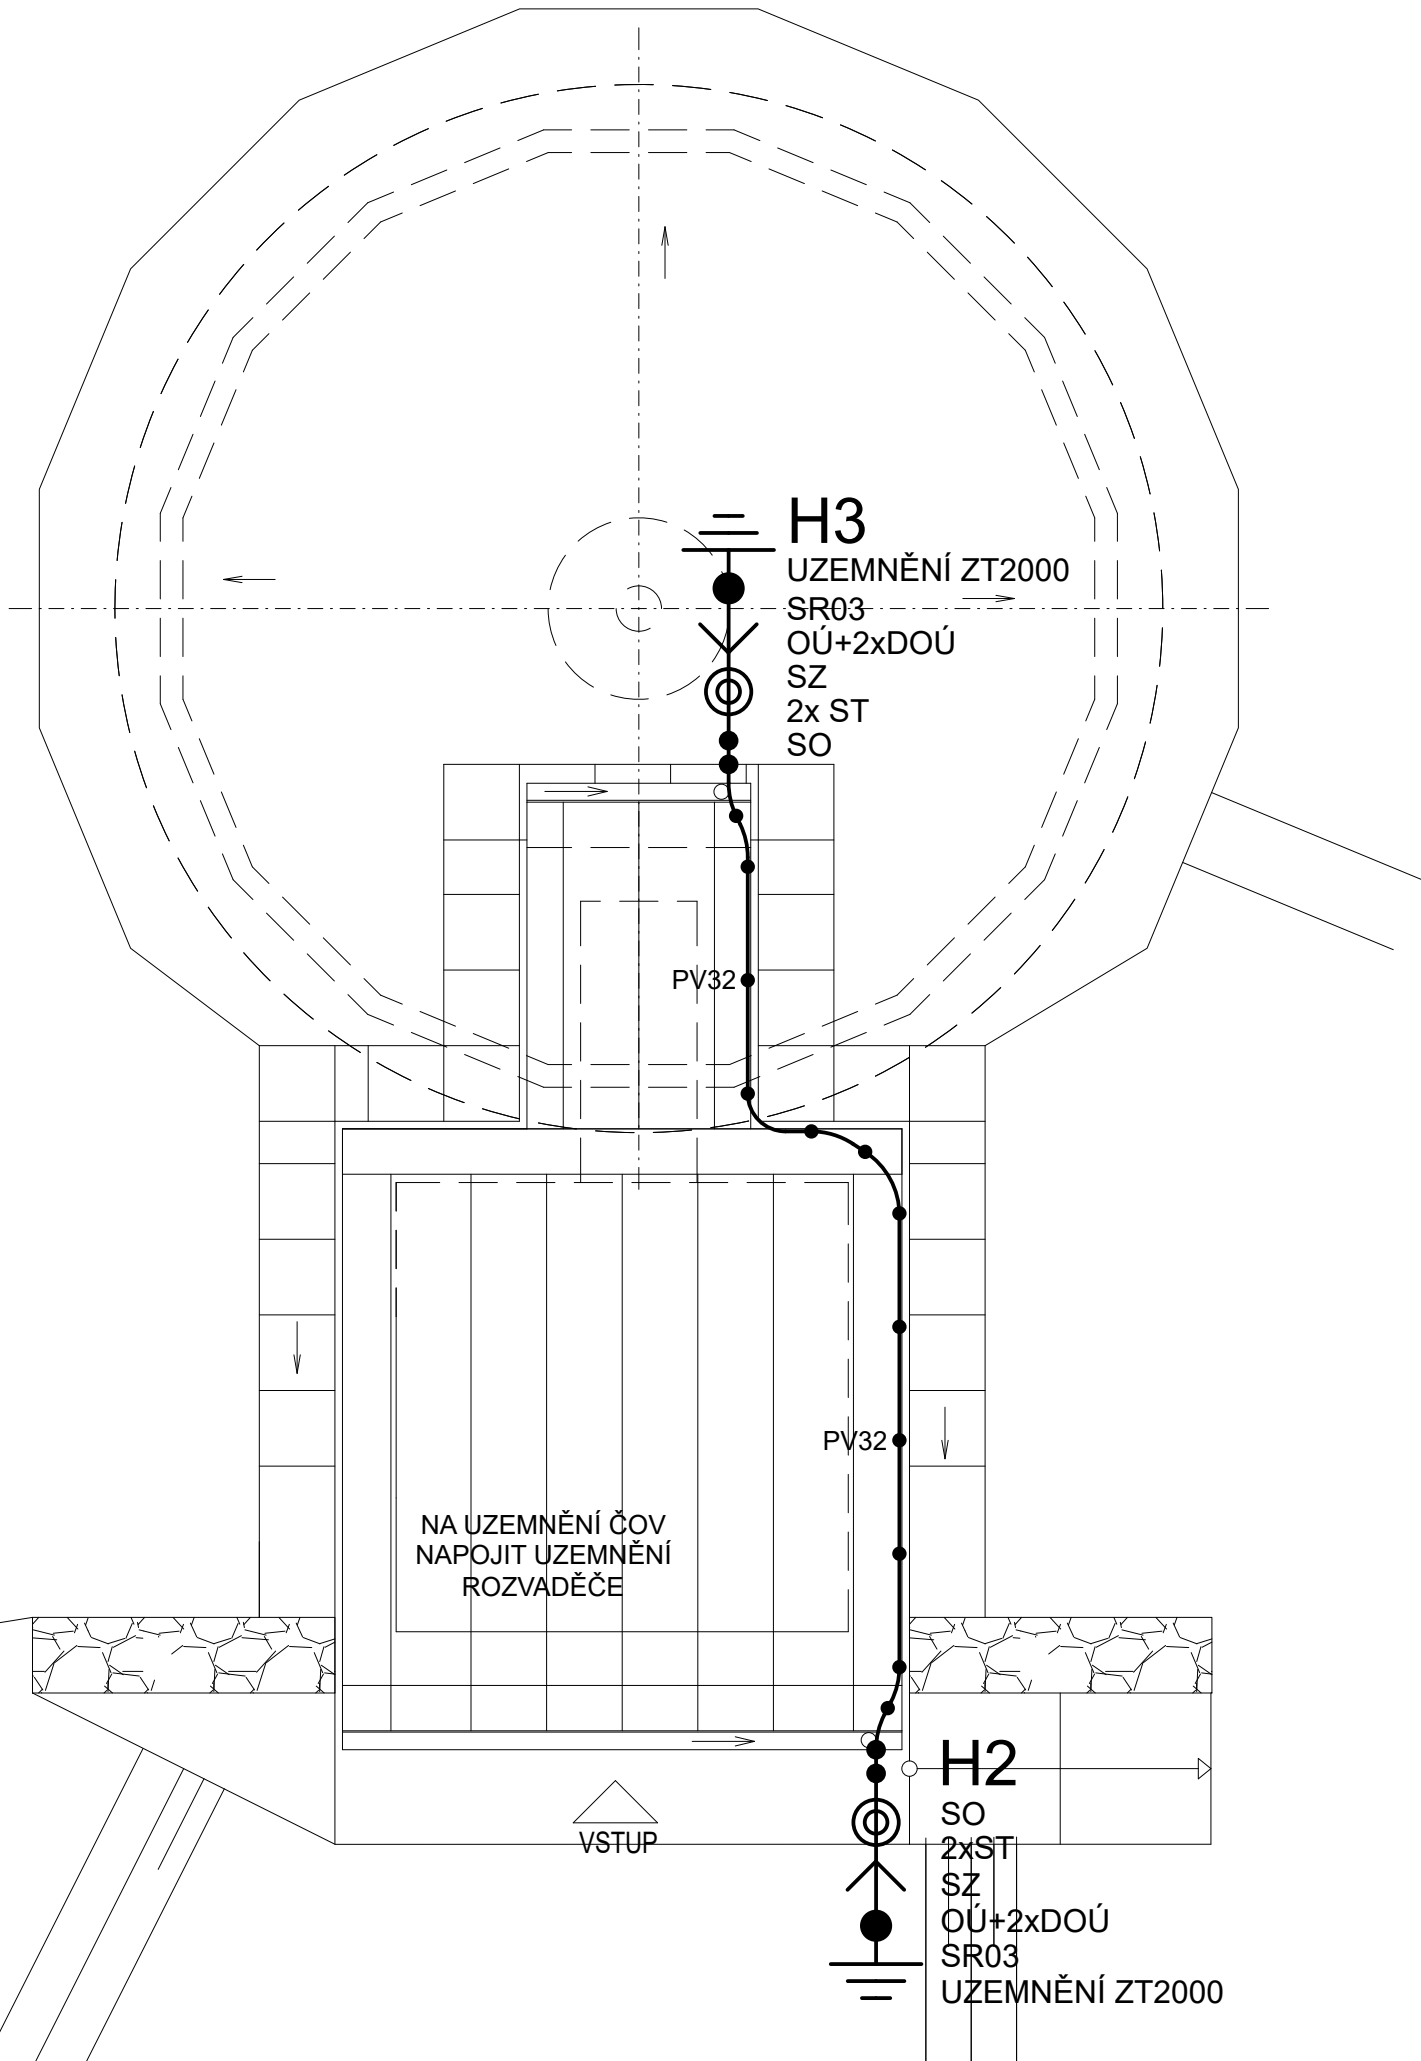 H3
UZEMNĚNÍ ZT2000
SR03
OÚ+2xDOÚ
SZ
2x ST
SO
PV32
PV32
NA UZEMNĚNÍ ČOV
NAPOJIT UZEMNĚNÍ
ROZVADĚČE
VSTUP
H2
SO
2xST
SZ
OÚ+2xDOÚ
SR03
UZEMNĚNÍ ZT2000